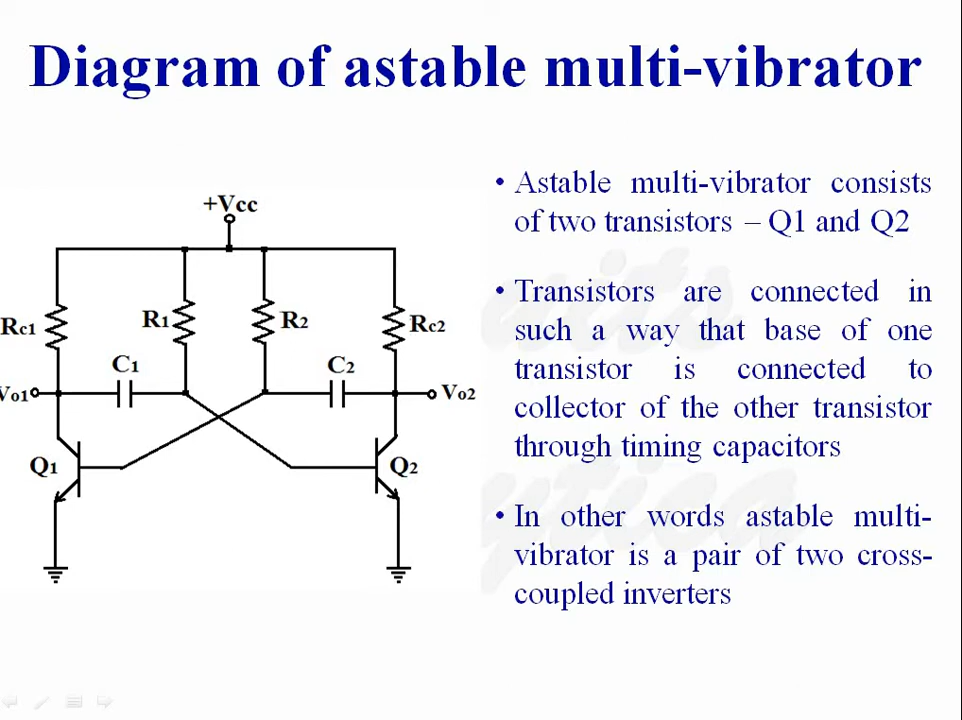 Diagram of astable multi-vibrator
+Vcc
Rc1
R1
R2
Rc2
C1
C2
Vo1
Vo2
Q1
Q2
• Astable multi-vibrator consists
of two transistors – Q1 and Q2
• Transistors are connected in
such a way that base of one
transistor is connected to
collector of the other transistor
through timing capacitors
• In other words astable multi-
vibrator is a pair of two cross-
coupled inverters